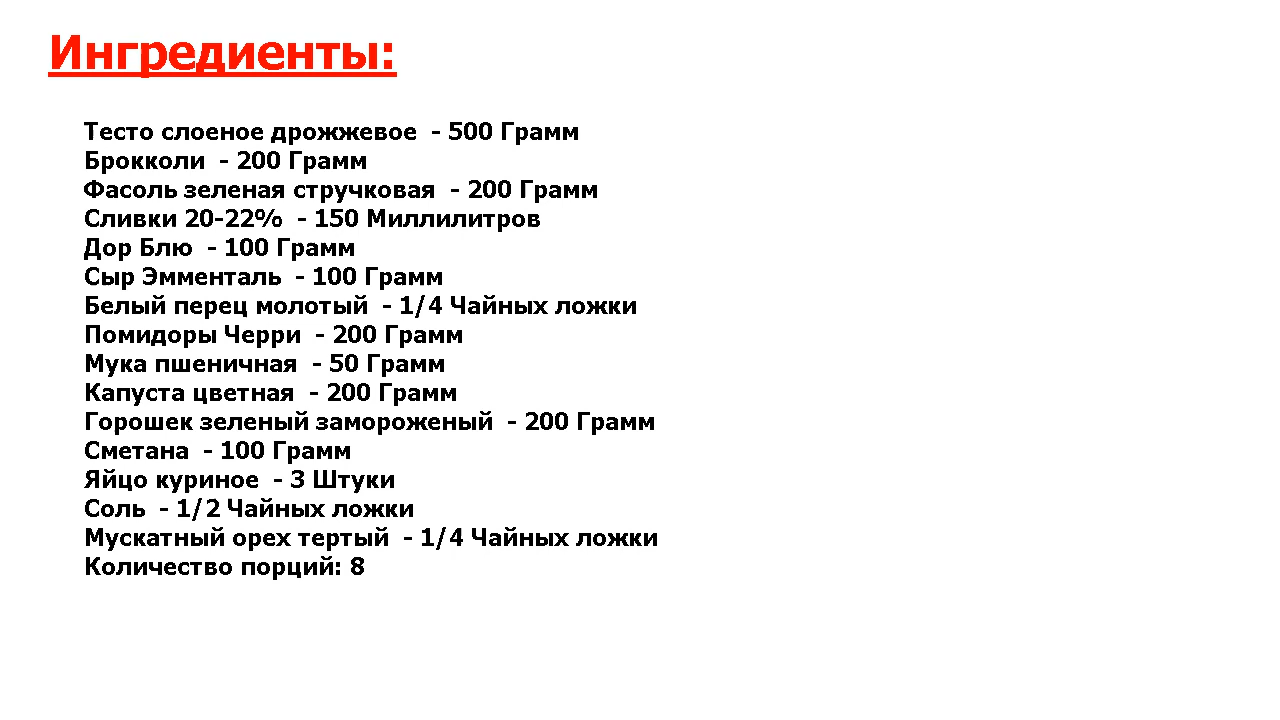 Ингредиенты:
Тесто слоеное дрожжевое - 500 Грамм
Брокколи - 200 Грамм
Фасоль зеленая стручковая - 200 Грамм
Сливки 20-22% - 150 Миллилитров
Дор Блю - 100 Грамм
Сыр Эмменталь - 100 Грамм
Белый перец молотый - 1/4 Чайных ложки
Помидоры Черри - 200 Грамм
Мука пшеничная - 50 Грамм
Капуста цветная - 200 Грамм
Горошек зеленый замороженый - 200 Грамм
Сметана - 100 Грамм
Яйцо куриное - 3 Штуки
Соль - 1/2 Чайных ложки
Мускатный орех тертый - 1/4 Чайных ложки
Количество порций: 8